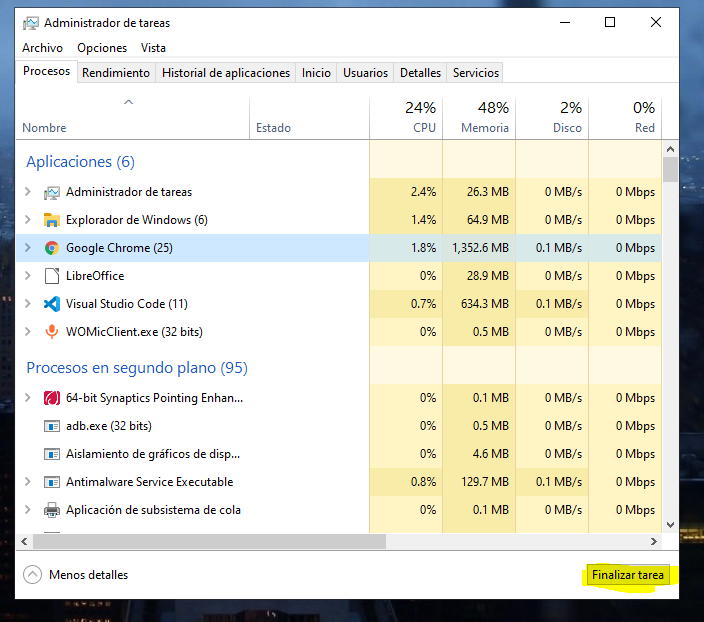 Administrador de tareas
Archivo Opciones Vista
Procesos Rendimiento Historial de aplicaciones Inicio Usuarios Detalles Servicios
24% 48% 2% 0%
Nombre Estado CPU Memoria Disco Red
Aplicaciones (6)
Administrador de tareas 2.4% 26.3 MB 0 MB/s 0 Mbps
Explorador de Windows (6) 1.4% 64.9 MB 0 MB/s 0 Mbps
Google Chrome (25) 1.8% 1,352.6 MB 0.1 MB/s 0 Mbps
LibreOffice 0% 28.9 MB 0 MB/s 0 Mbps
Visual Studio Code (11) 0.7% 634.3 MB 0.1 MB/s 0 Mbps
WOMicClient.exe (32 bits) 0% 0.5 MB 0 MB/s 0 Mbps
Procesos en segundo plano (95)
64-bit Synaptics Pointing Enhan... 0% 0.1 MB 0 MB/s 0 Mbps
adb.exe (32 bits) 0% 0.5 MB 0 MB/s 0 Mbps
Aislamiento de gráficos de disp... 0% 4.6 MB 0 MB/s 0 Mbps
Antimalware Service Executable 0.8% 129.7 MB 0.1 MB/s 0 Mbps
Aplicación de subsistema de cola 0% 0.1 MB 0 MB/s 0 Mbps
Menos detalles Finalizar tarea